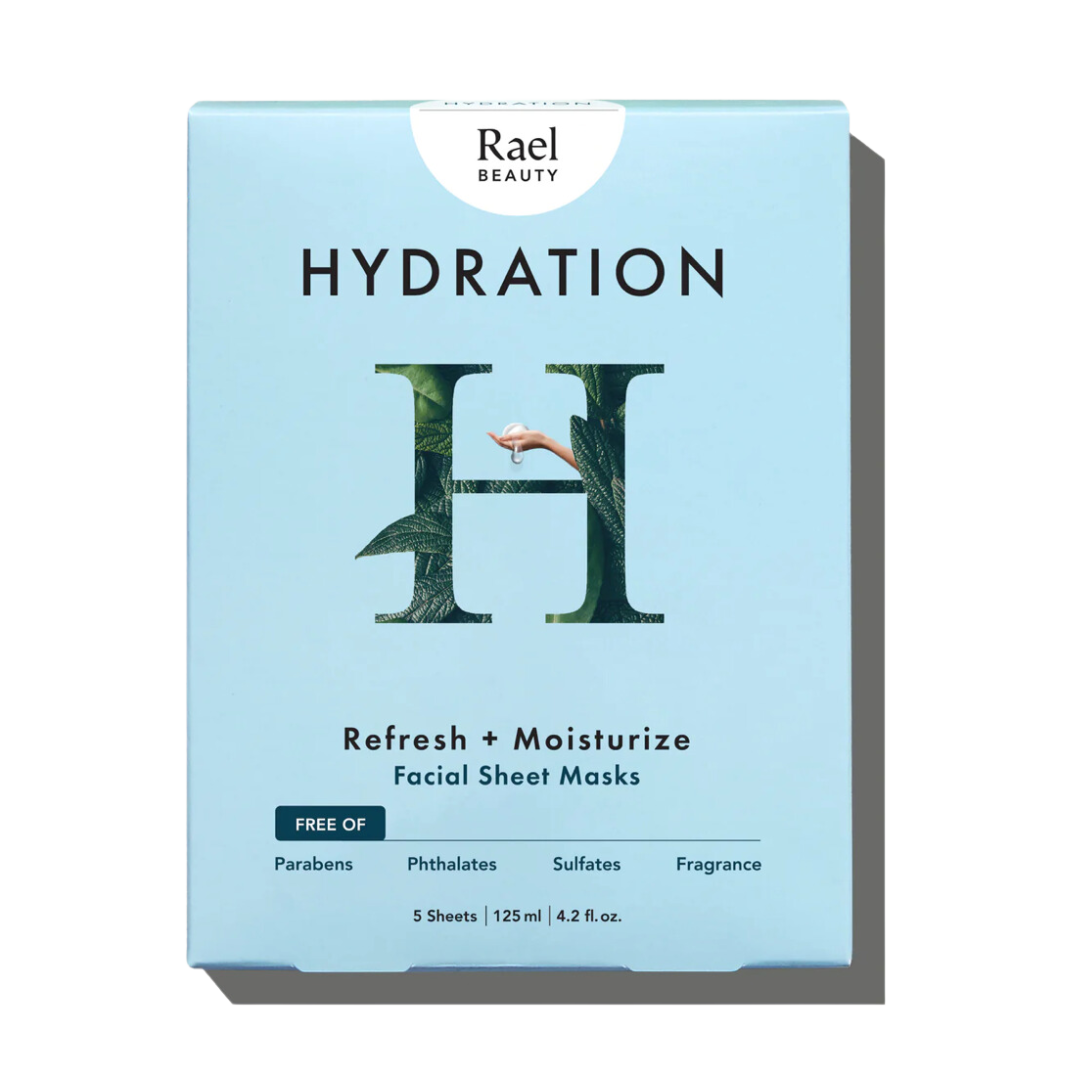 HYDRATION
Rael
BEAUTY
HYDRATION
H
Refresh + Moisturize
Facial Sheet Masks
FREE OF
Parabens Phthalates Sulfates Fragrance
5 Sheets | 125 ml | 4.2 fl. oz.